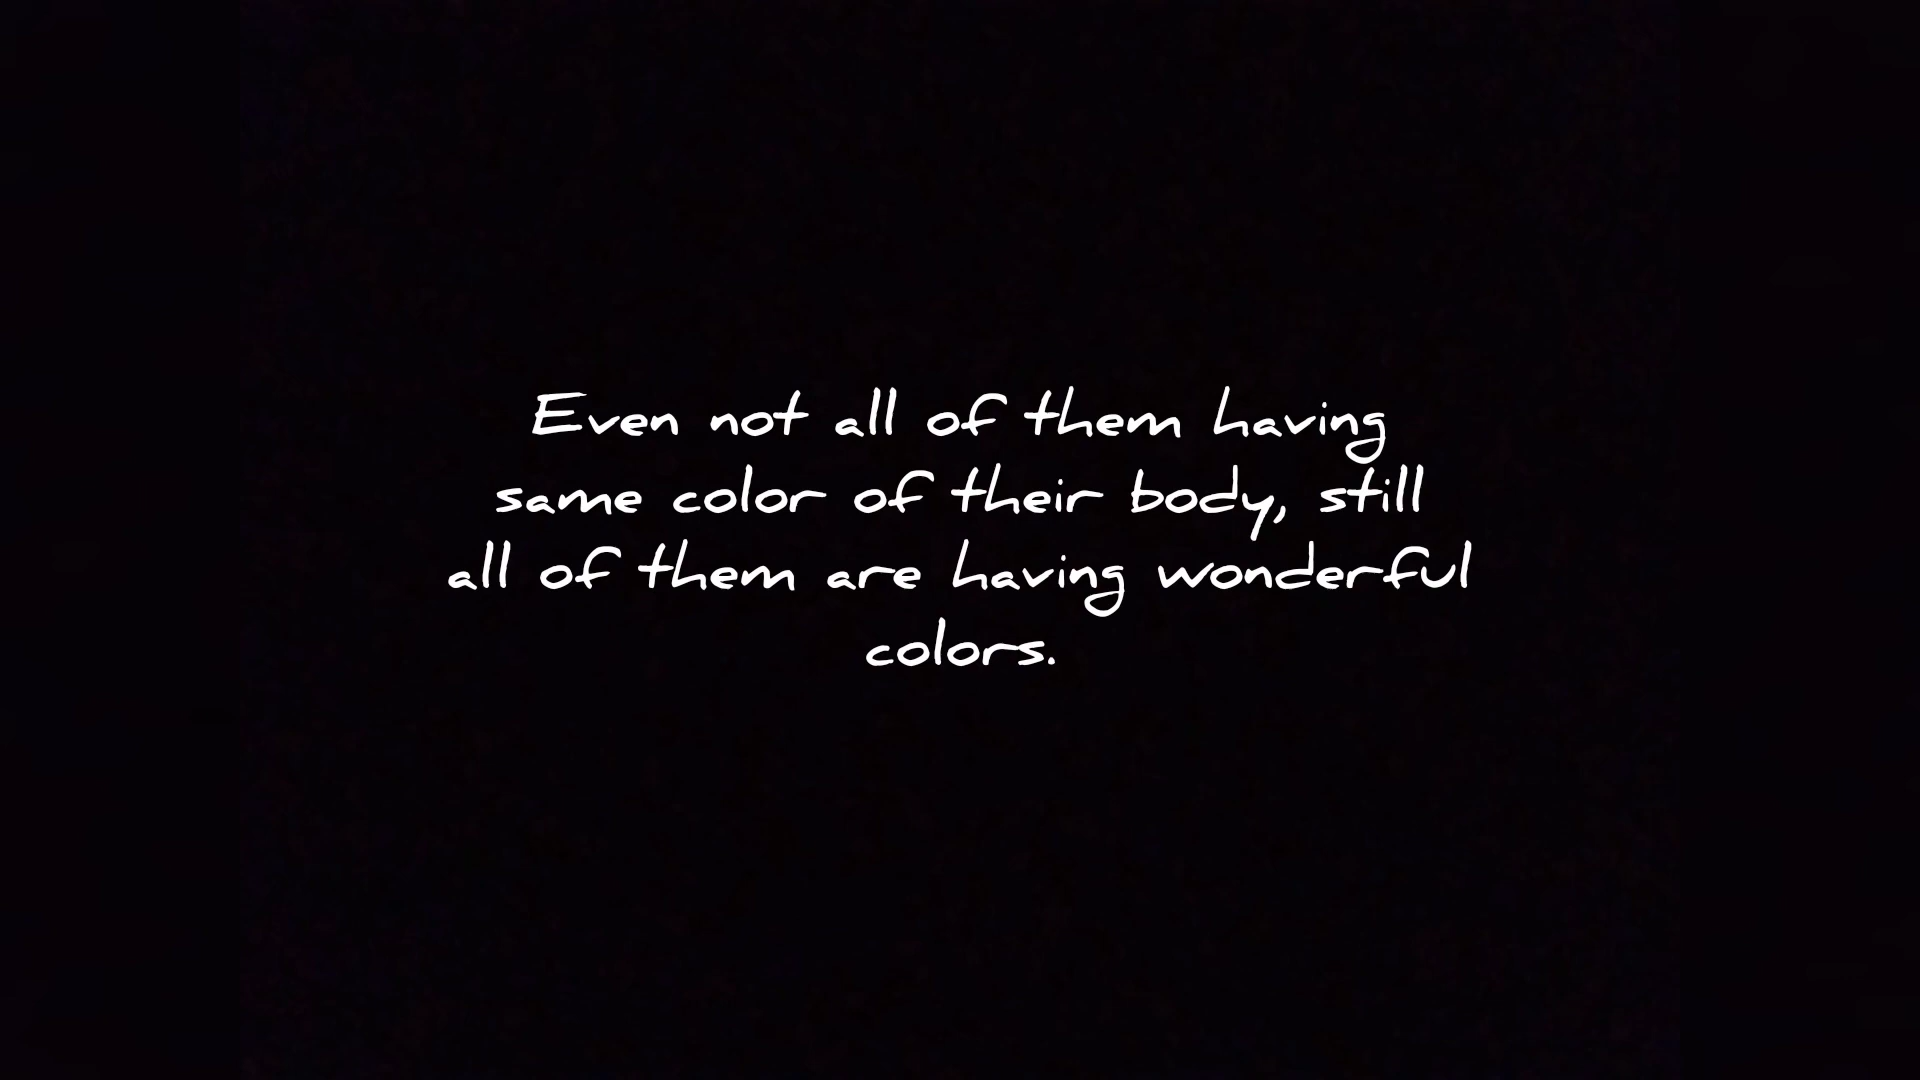 Even not all of them having
same color of their body, still
all of them are having wonderful
colors.